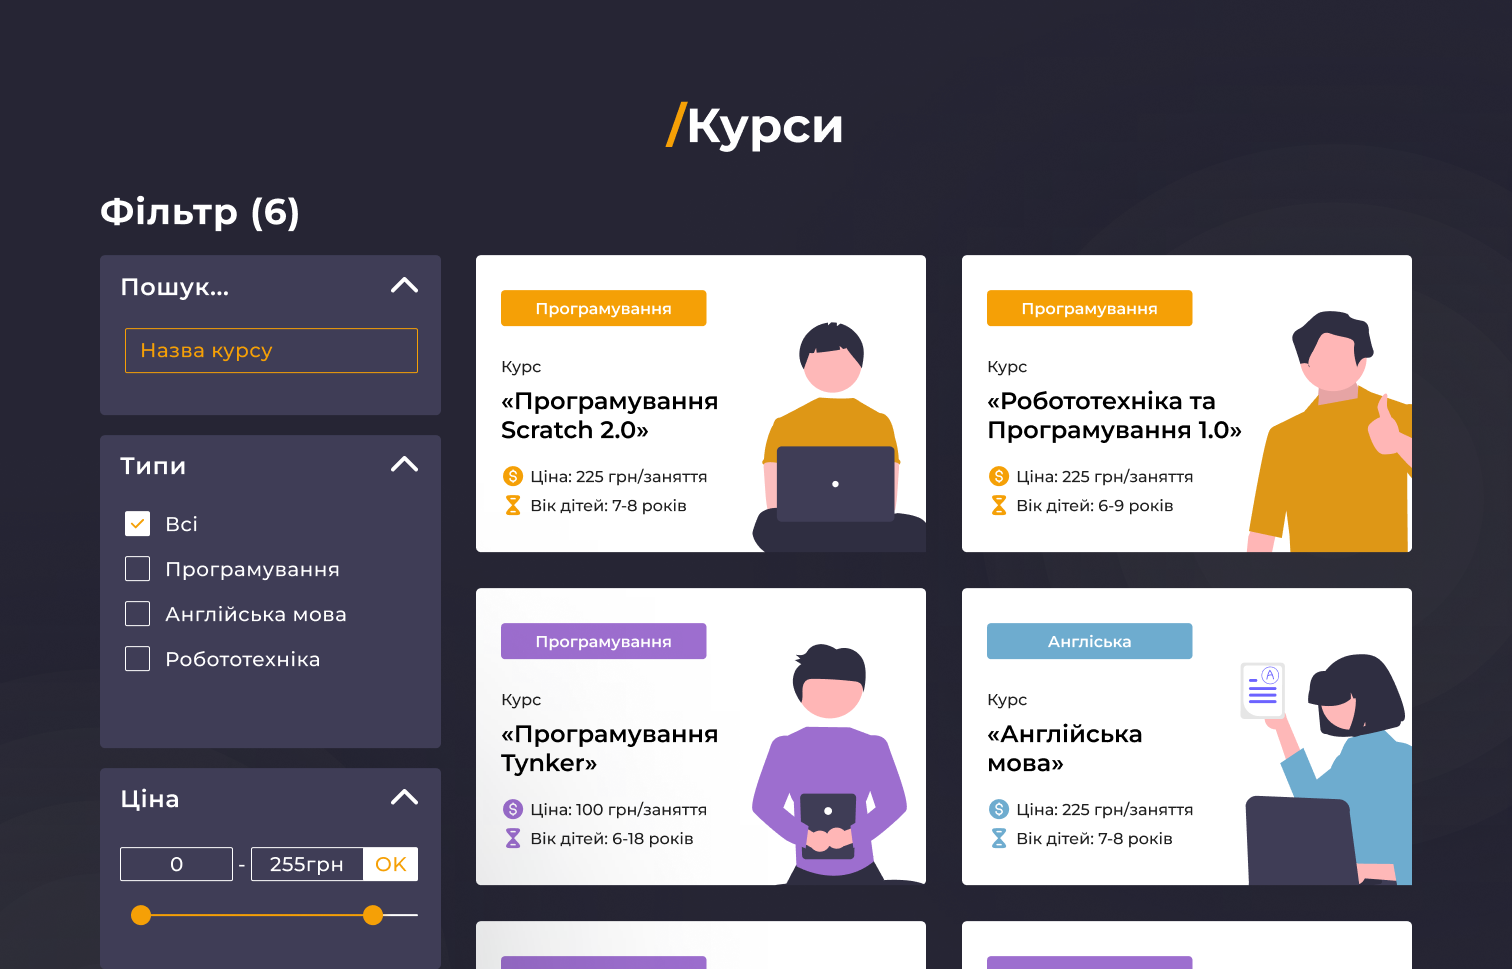 /Курси
Фільтр (6)
Пошук...
Назва курсу
Типи
Всі
Програмування
Англійська мова
Робототехніка
Ціна
0 - 255грн OK
Програмування
Курс
«Програмування
Scratch 2.0»
Ціна: 225 грн/заняття
Вік дітей: 7-8 років
Програмування
Курс
«Робототехніка та
Програмування 1.0»
Ціна: 225 грн/заняття
Вік дітей: 6-9 років
Програмування
Курс
«Програмування
Tynker»
Ціна: 100 грн/заняття
Вік дітей: 6-18 років
Англіська
Курс
«Англійська
мова»
Ціна: 225 грн/заняття
Вік дітей: 7-8 років
A